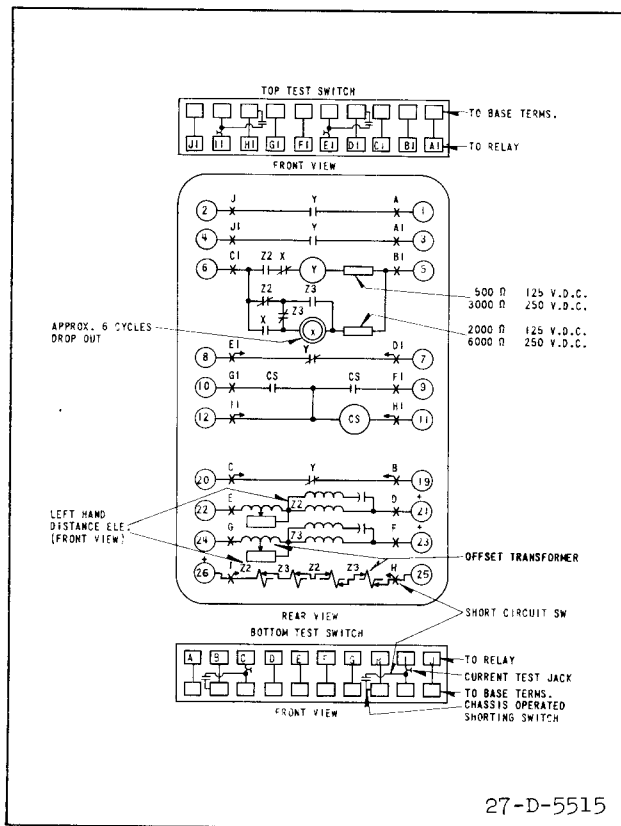 TOP TEST SWITCH
TO BASE TERMS.
J1 I1 H1 G1 F1 E1 D1 C1 B1 A1
TO RELAY
FRONT VIEW
2 J Y A 1
4 J1 Y A1 3
6 C1 Z2 X Y B1 5
Z2 Z3
Z3
X X
500 Ω 125 V.D.C.
3000 Ω 250 V.D.C.
2000 Ω 125 V.D.C.
6000 Ω 250 V.D.C.
APPROX. 6 CYCLES
DROP OUT
8 E1 Y D1 7
10 G1 CS CS F1 9
12 I1 CS H1 11
20 C Y B 19
22 E Z2 D + 21
24 G Z3 F + 23
LEFT HAND
DISTANCE ELE.
(FRONT VIEW)
OFFSET TRANSFORMER
+ 26 I Z2 Z3 Z2 Z3 H 25
REAR VIEW
SHORT CIRCUIT SW
BOTTOM TEST SWITCH
A B C D E F G H I J
TO RELAY
CURRENT TEST JACK
TO BASE TERMS.
CHASSIS OPERATED
SHORTING SWITCH
FRONT VIEW
27-D-5515